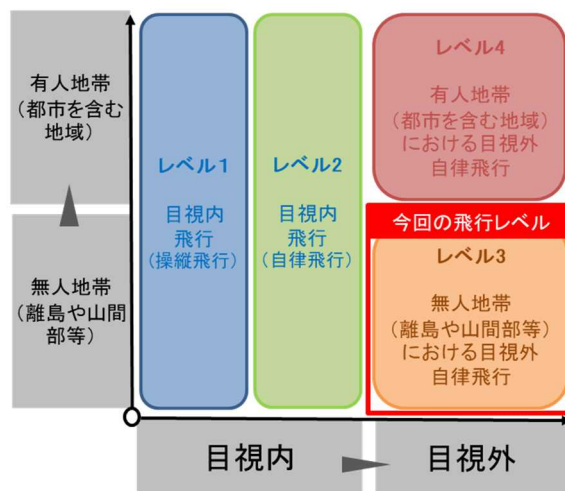 有人地帯
(都市を含む
地域)
無人地帯
(離島や山間
部等)
レベル1
目視内
飛行
(操縦飛行)
レベル2
目視内
飛行
(自律飛行)
レベル4
有人地帯
(都市を含む地域)
における目視外
自律飛行
今回の飛行レベル
レベル3
無人地帯
(離島や山間部等)
における目視外
自律飛行
目視内
目視外